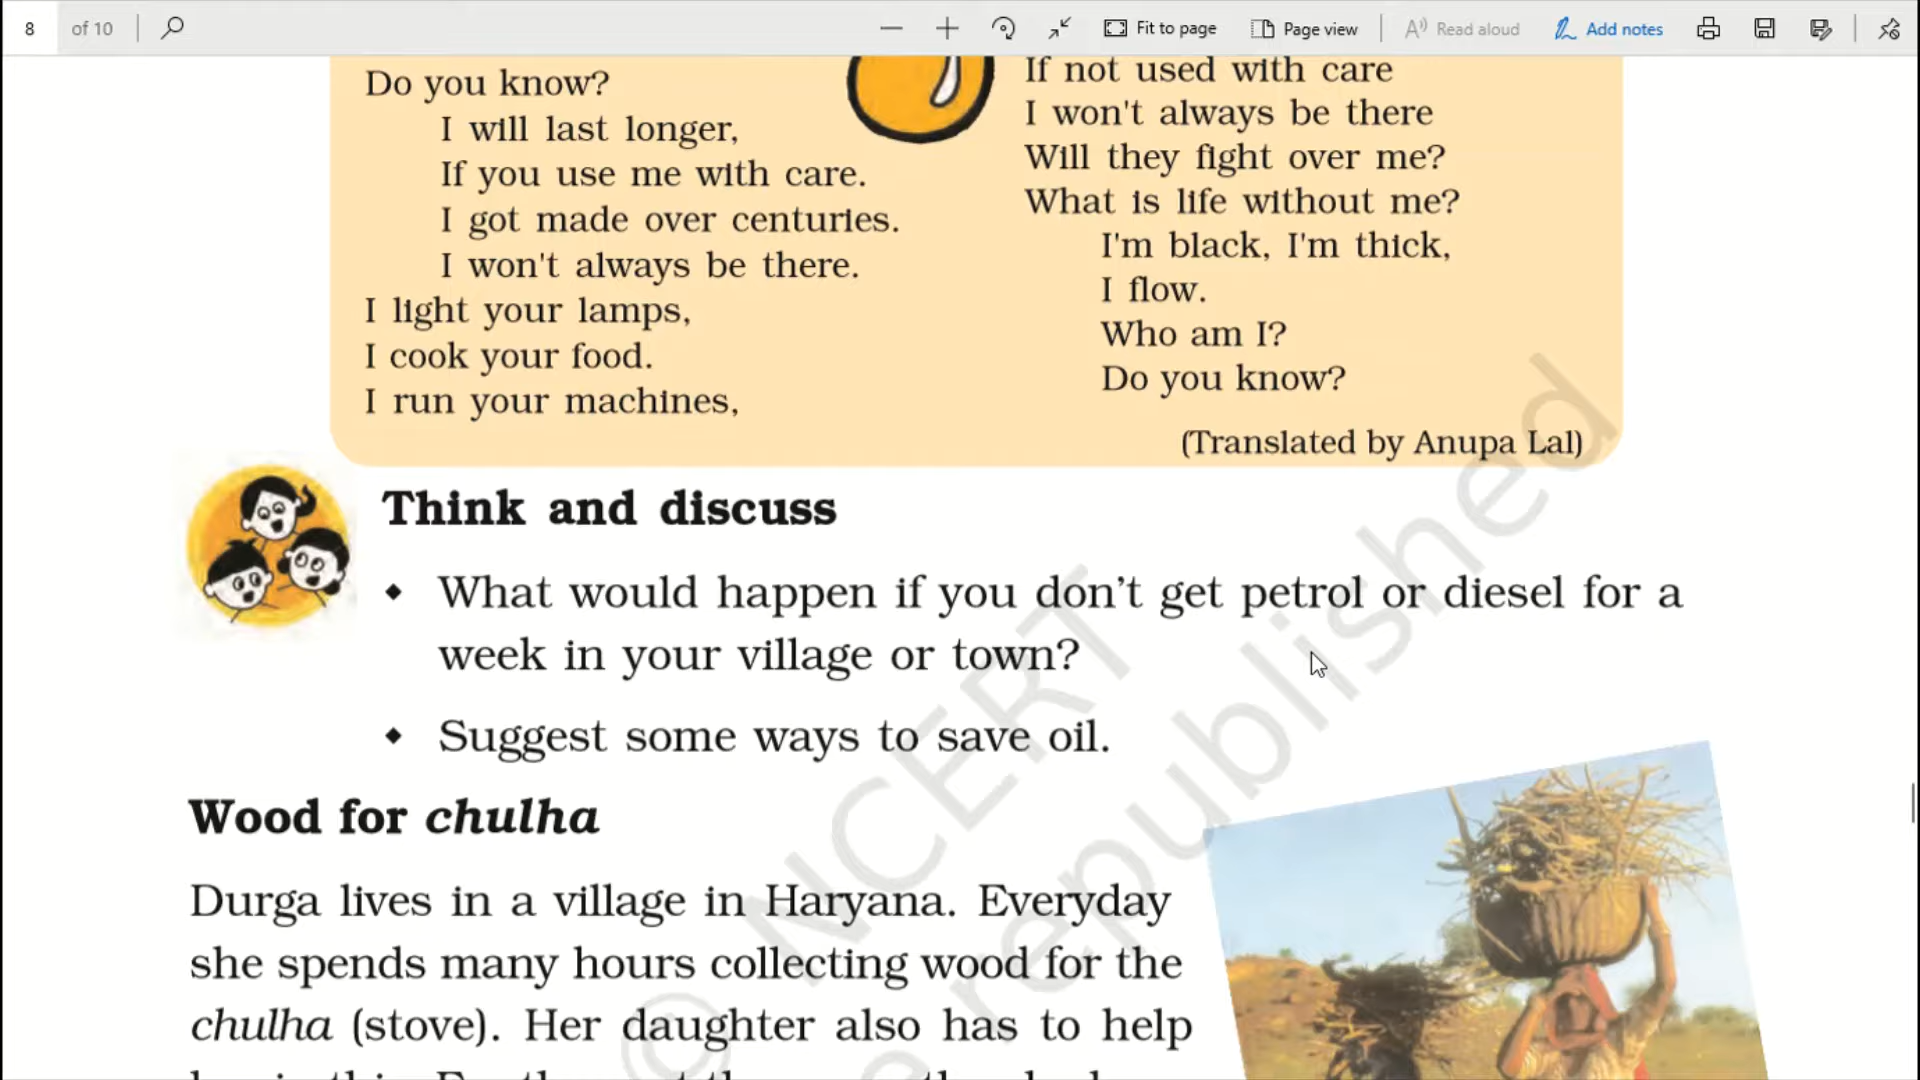 8 of 10 Fit to page Page view Read aloud Add notes
Do you know?
I will last longer,
If you use me with care.
I got made over centuries.
I won't always be there.
I light your lamps,
I cook your food.
I run your machines,
If not used with care
I won't always be there
Will they fight over me?
What is life without me?
I'm black, I'm thick,
I flow.
Who am I?
Do you know?
(Translated by Anupa Lal)
Think and discuss
◆ What would happen if you don't get petrol or diesel for a
week in your village or town?
◆ Suggest some ways to save oil.
Wood for chulha
Durga lives in a village in Haryana. Everyday
she spends many hours collecting wood for the
chulha (stove). Her daughter also has to help
© NCERT
republished